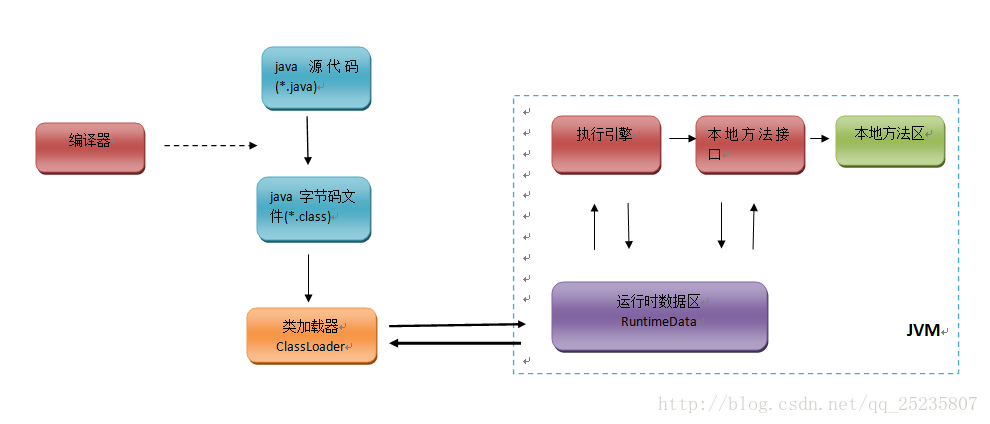 java 源代码
(*.java)
编译器
执行引擎
本地方法接
口
本地方法区
java 字节码文
件(*.class)
类加载器
ClassLoader
运行时数据区
RuntimeData
JVM
http://blog.csdn.net/qq_25235807